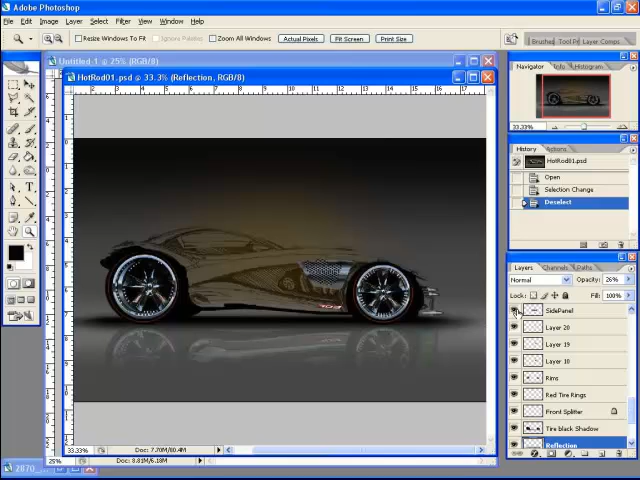 Adobe Photoshop
File Edit Image Layer Select Filter View Window Help
Resize Windows To Fit Ignore Palettes Zoom All Windows Actual Pixels Fit Screen Print Size
Brushes Tool Pr Layer Comps
Untitled-1 @ 25% (RGB/8)
HotRod01.psd @ 33.3% (Reflection, RGB/8)
Navigator Info Histogram
33.33%
History Actions
HotRod01.psd
Open
Selection Change
Deselect
Layers Channels Paths
Normal Opacity: 26%
Lock: Fill: 100%
SidePanel
Layer 20
Layer 19
Layer 10
Rims
Red Tire Rings
Front Splitter
Tire black Shadow
Reflection
33.33% Doc: 7.70M/80.4M
25% Doc: 8.81M/6.18M